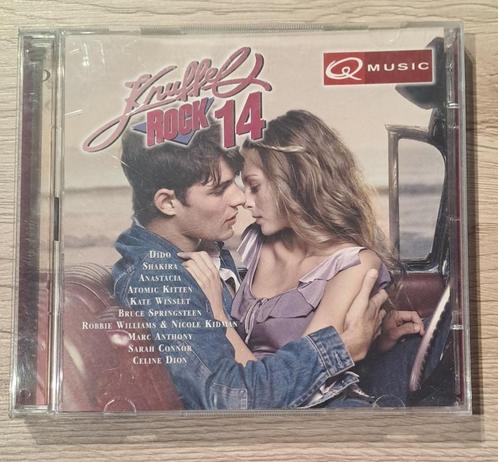 Knuffel
ROCK 14
Q MUSIC
DIDO
SHAKIRA
ANASTACIA
ATOMIC KITTEN
KATE WINSLET
BRUCE SPRINGSTEEN
ROBBIE WILLIAMS & NICOLE KIDMAN
MARC ANTHONY
SARAH CONNOR
CELINE DION